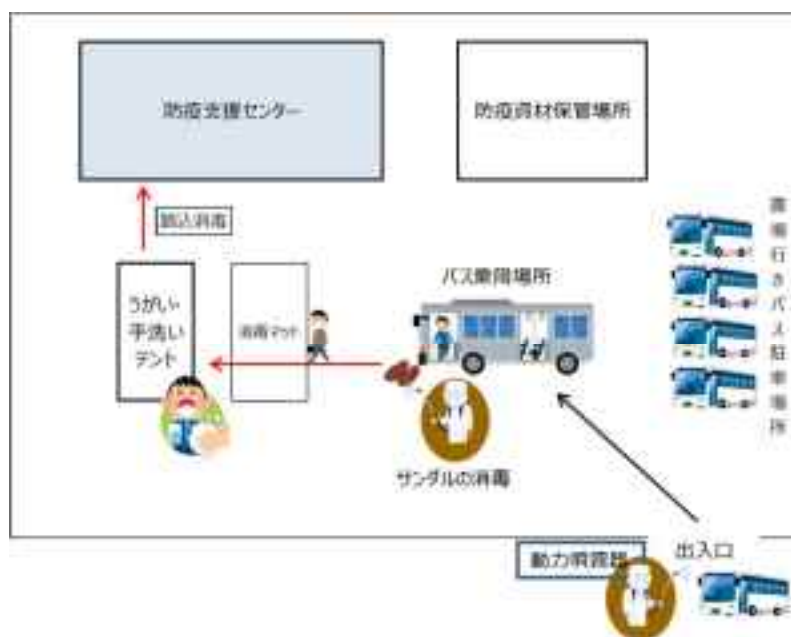 防疫支援センター
防疫資材保管場所
踏込消毒
うがい・
手洗い
テント
消毒マット
バス乗降場所
農場行きバス駐車場所
サンダルの消毒
動力噴霧器
出入口